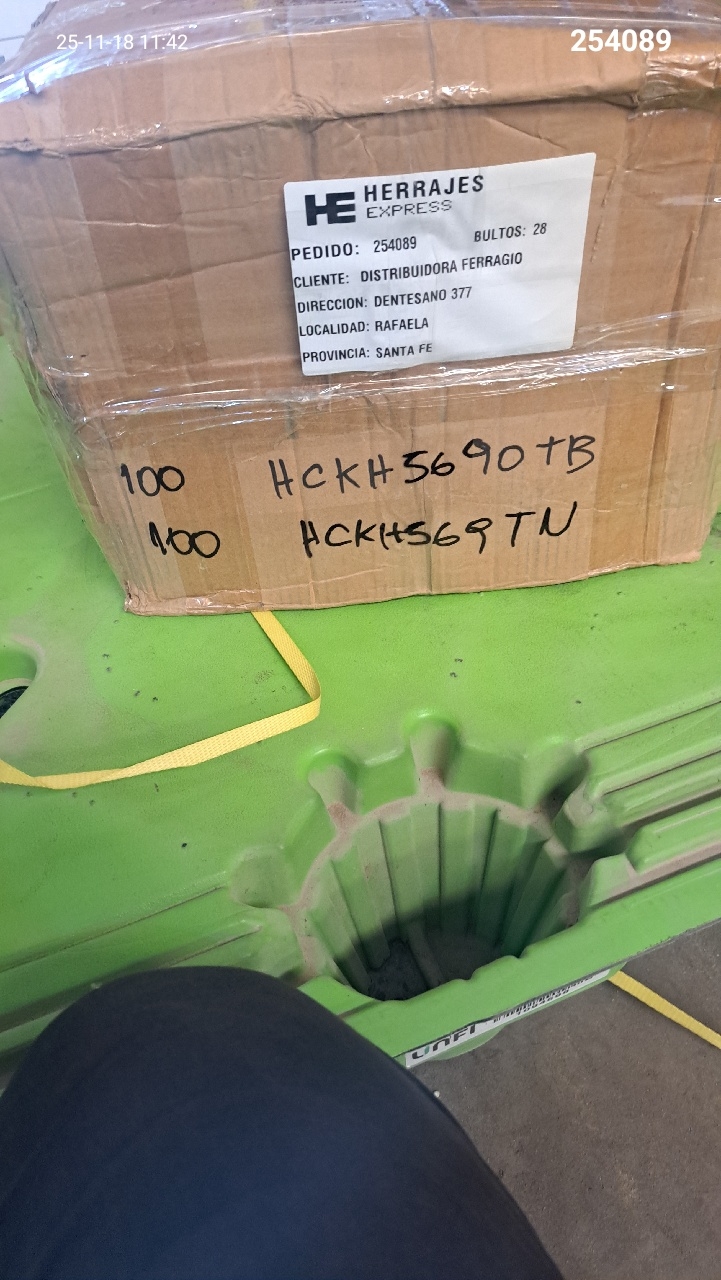 25-11-18 11:42
254089
HE HERRAJES
EXPRESS
PEDIDO: 254089 BULTOS: 28
CLIENTE: DISTRIBUIDORA FERRAGIO
DIRECCION: DENTESANO 377
LOCALIDAD: RAFAELA
PROVINCIA: SANTA FE
100 HCKH5690TB
100 HCKH569TN